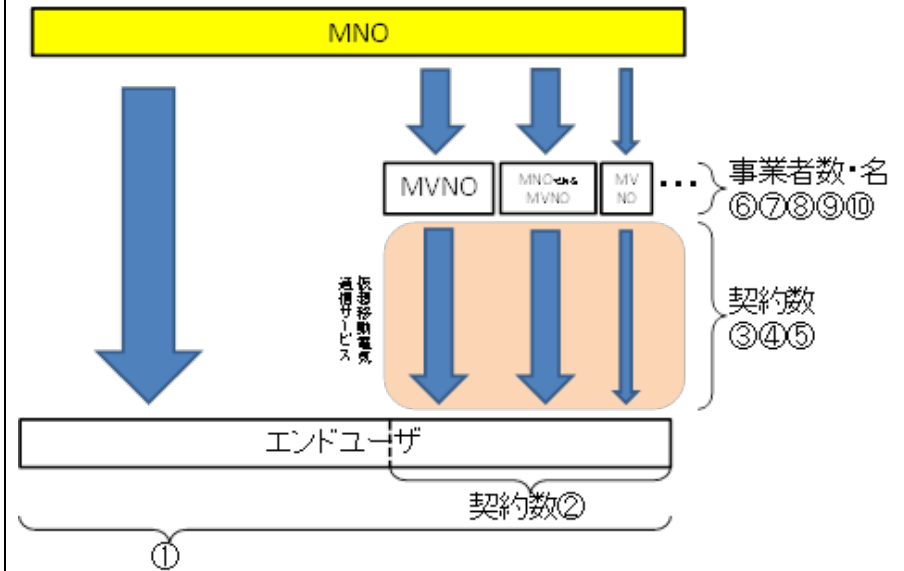 MNO
MVNO
MNOである
MVNO
MV
NO
・・・
事業者数・名
⑥⑦⑧⑨⑩
仮想移動電気
通信サービス
契約数
③④⑤
エンドユーザ
契約数②
①